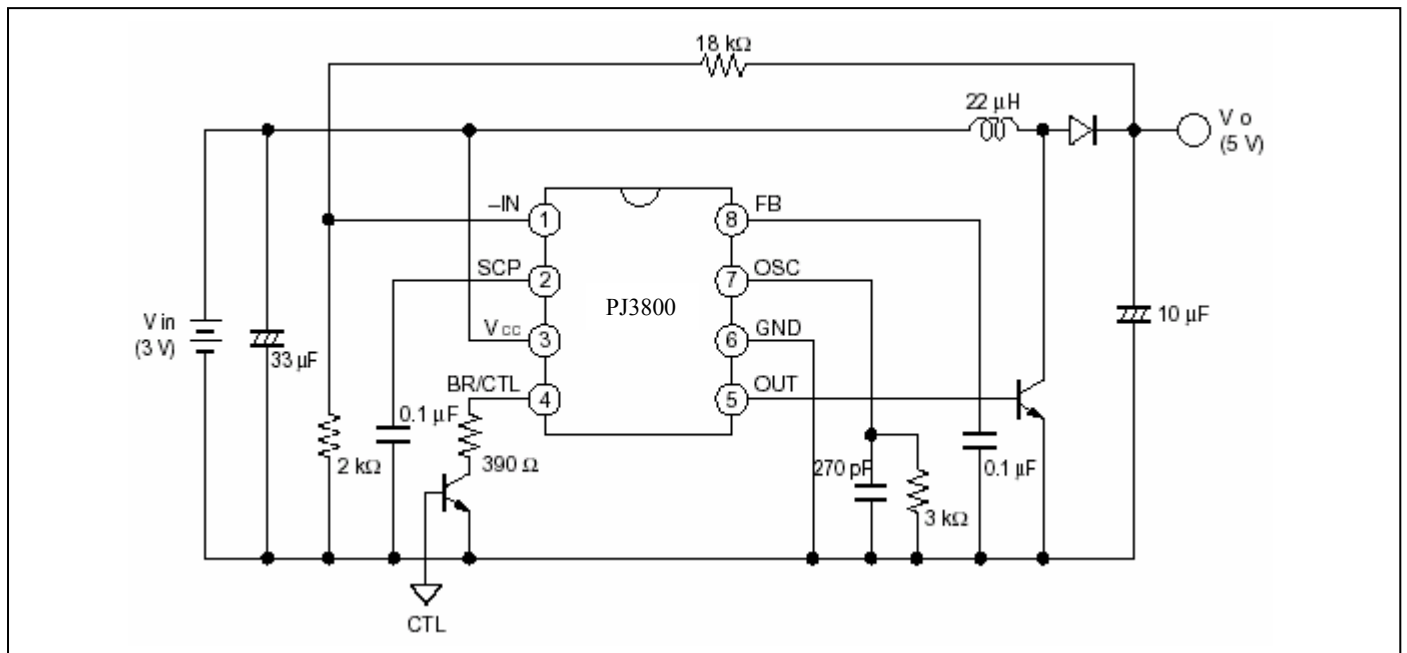 18 kΩ
22 µH
V o
(5 V)
–IN
1
8
FB
SCP
2
7
OSC
PJ3800
V in
(3 V)
33 µF
Vcc
3
6
GND
10 µF
BR/CTL
4
5
OUT
0.1 µF
2 kΩ
390 Ω
270 pF
0.1 µF
3 kΩ
CTL